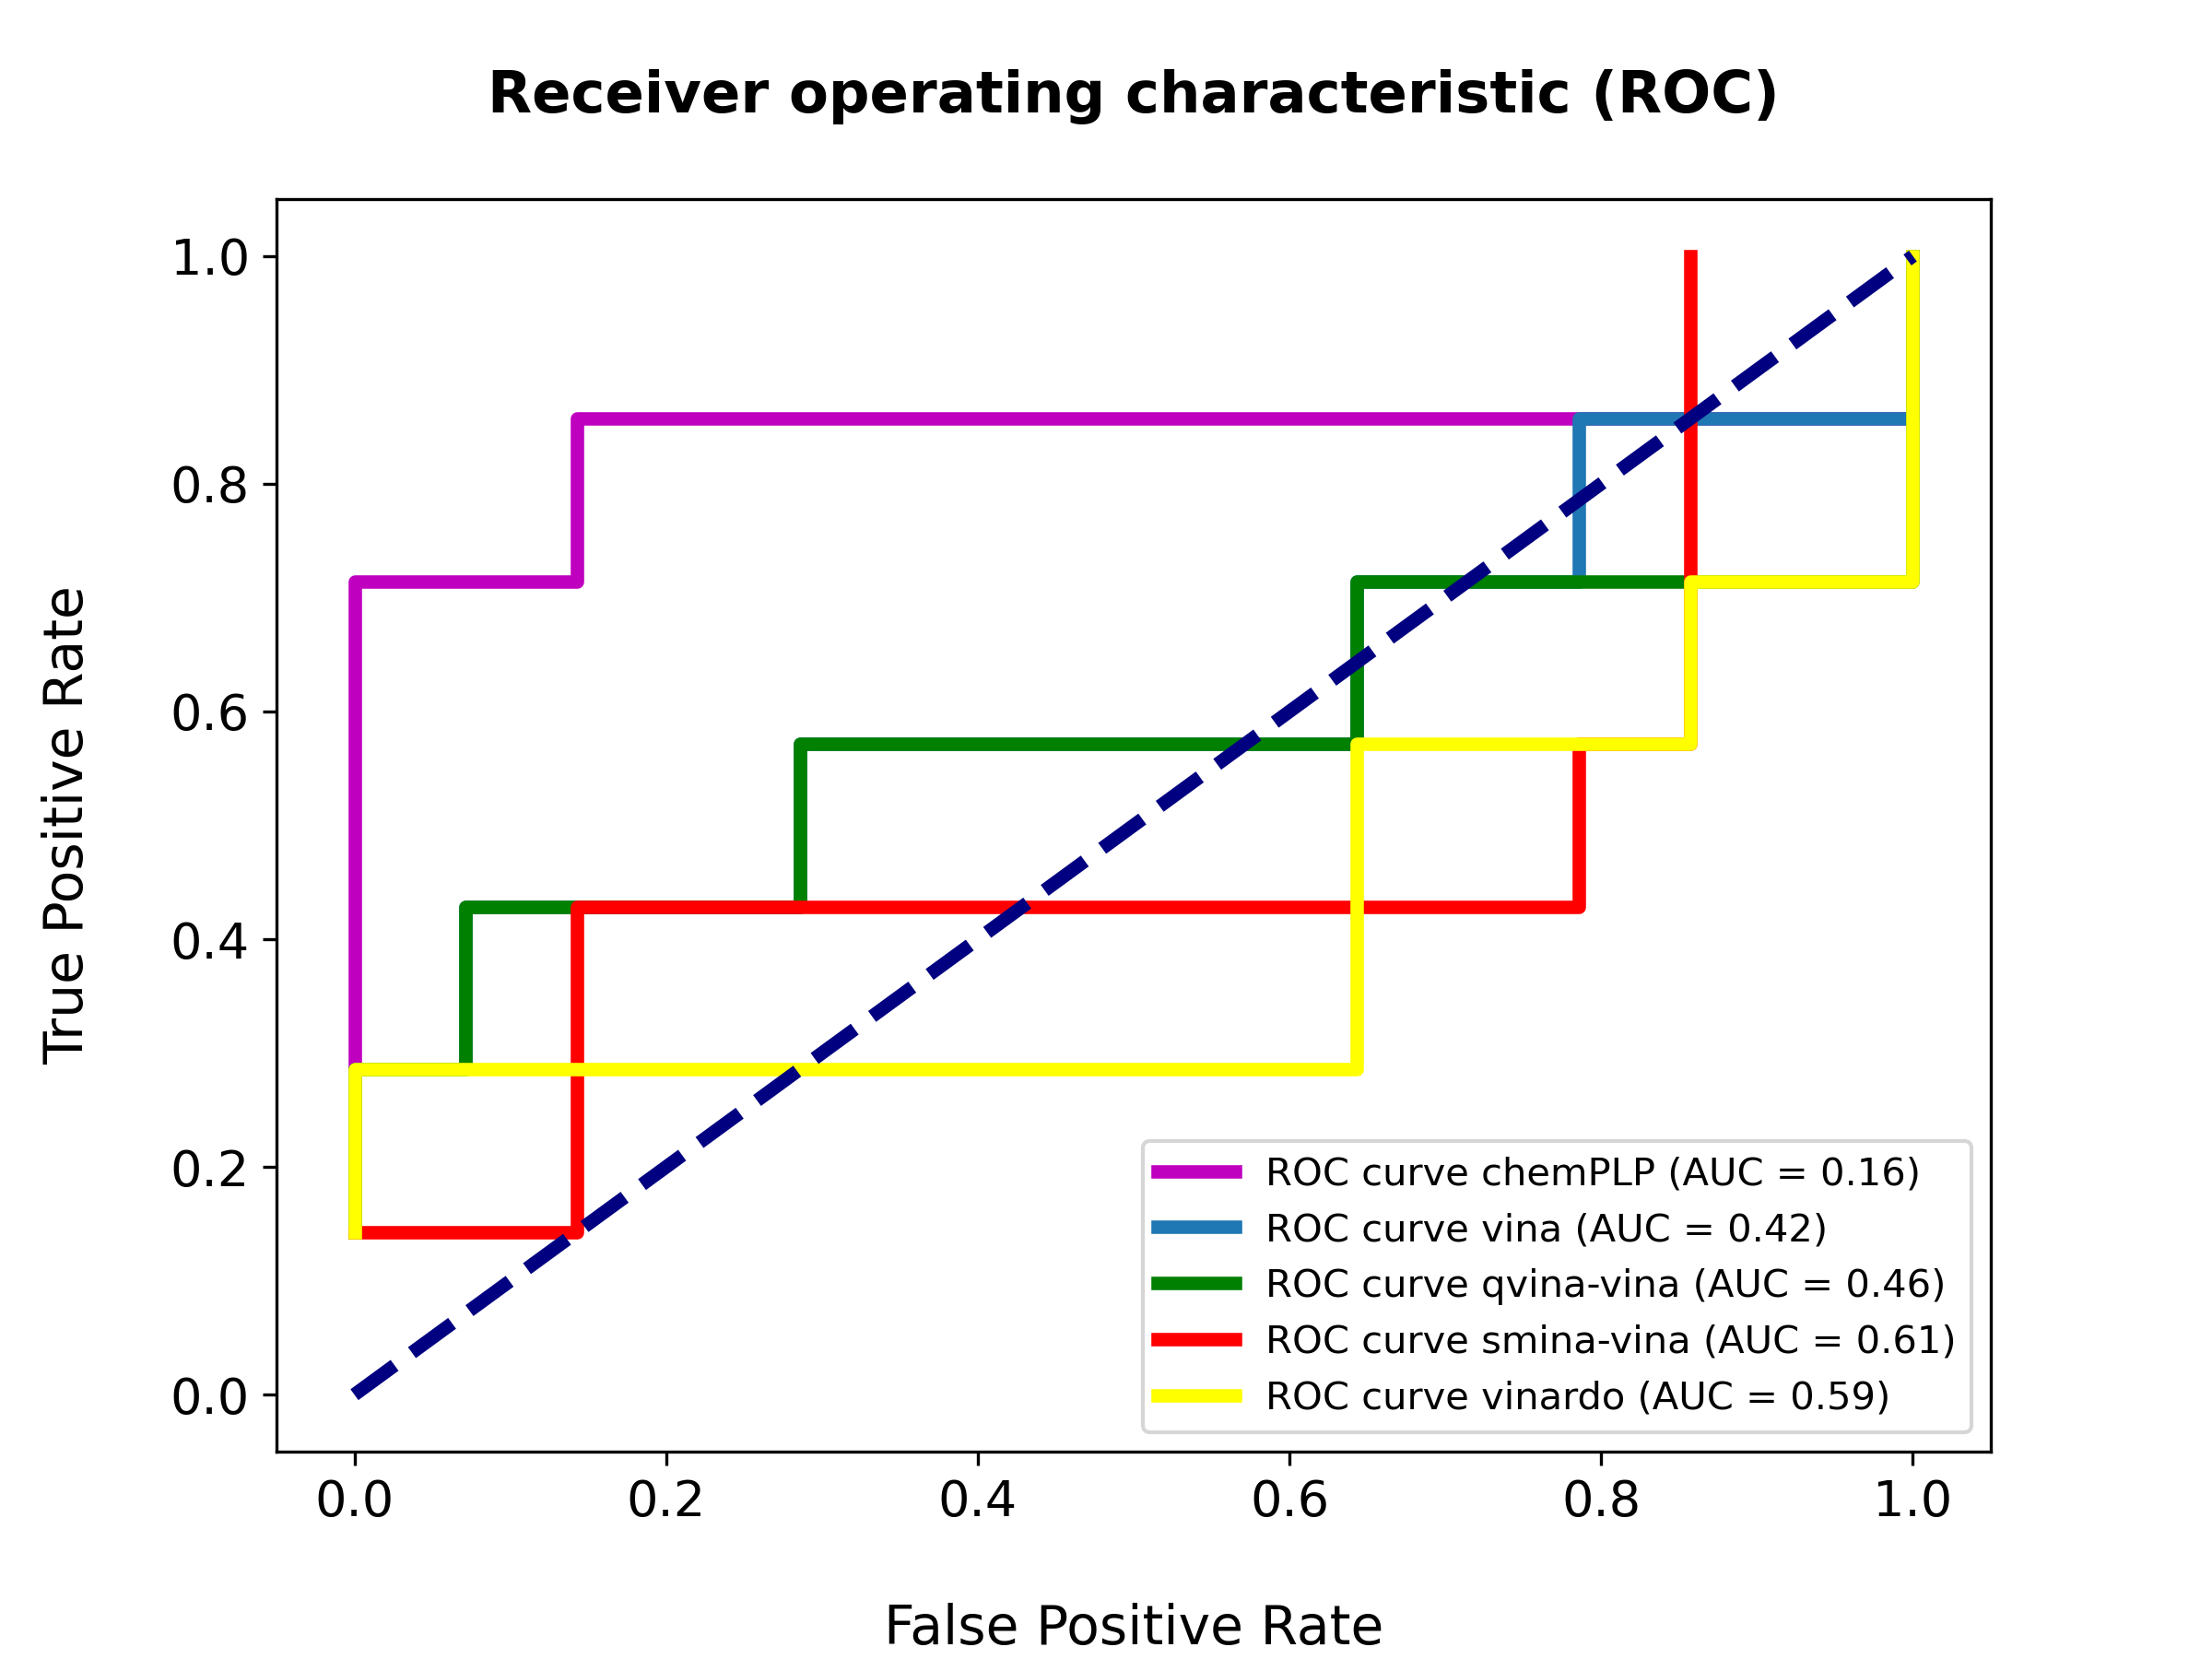 Receiver operating characteristic (ROC)
True Positive Rate
1.0
0.8
0.6
0.4
0.2
0.0
ROC curve chemPLP (AUC = 0.16)
ROC curve vina (AUC = 0.42)
ROC curve qvina-vina (AUC = 0.46)
ROC curve smina-vina (AUC = 0.61)
ROC curve vinardo (AUC = 0.59)
0.0 0.2 0.4 0.6 0.8 1.0
False Positive Rate